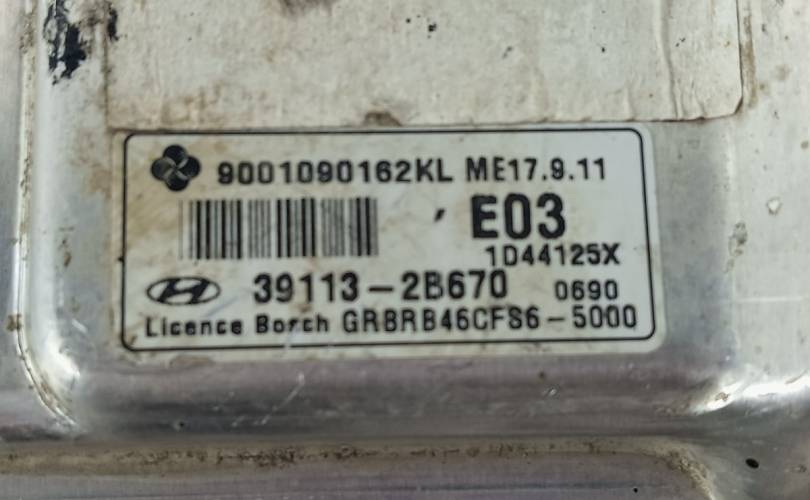 9001090162KL ME17.9.11
E03
1D44125X
39113-2B670 0690
Licence Borch GRBRB46CFS6-5000